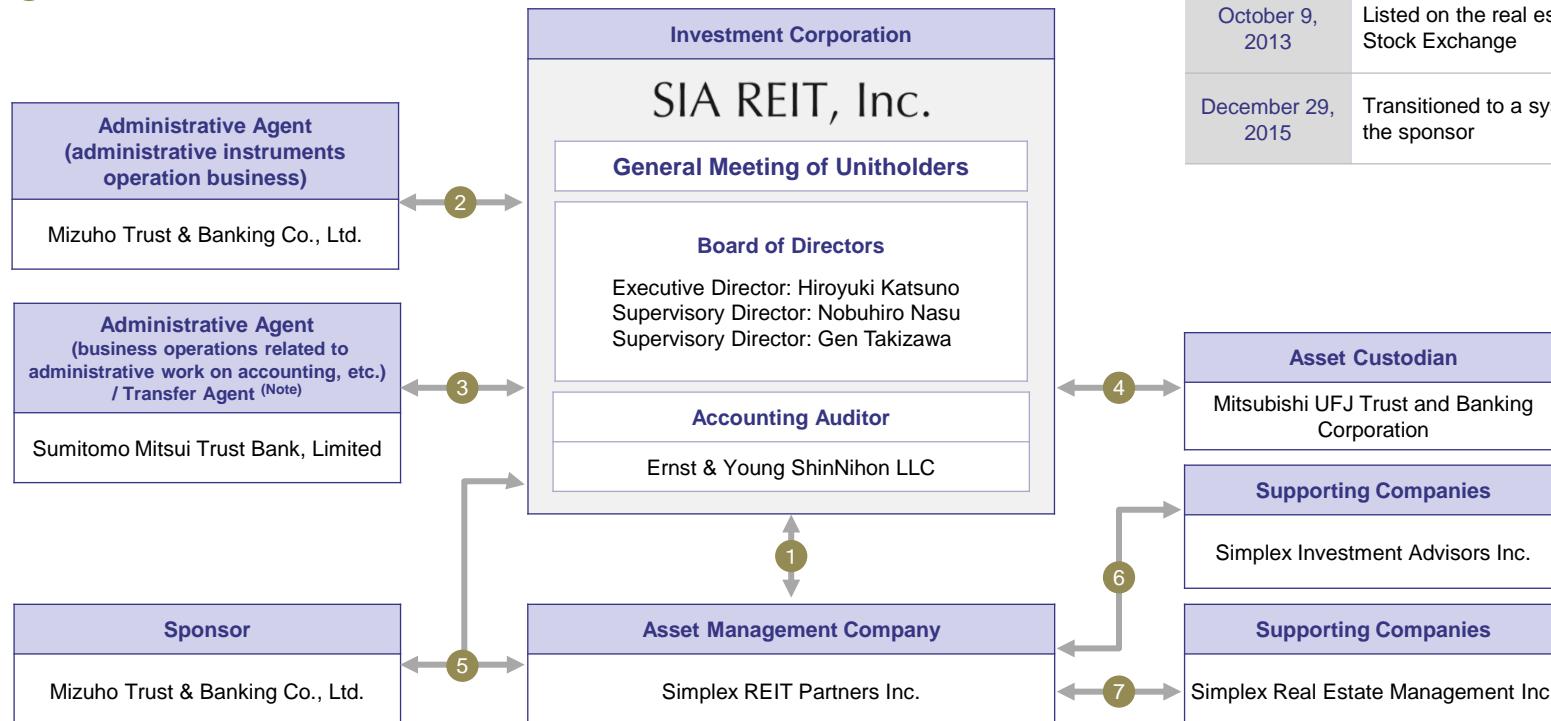 Investment Corporation
SIA REIT, Inc.
General Meeting of Unitholders
Board of Directors
Executive Director: Hiroyuki Katsuno
Supervisory Director: Nobuhiro Nasu
Supervisory Director: Gen Takizawa
Accounting Auditor
Ernst & Young ShinNihon LLC
October 9,
2013
Listed on the real es
Stock Exchange
December 29,
2015
Transitioned to a sy
the sponsor
Administrative Agent
(administrative instruments
operation business)
Mizuho Trust & Banking Co., Ltd.
2
Administrative Agent
(business operations related to
administrative work on accounting, etc.)
/ Transfer Agent (Note)
Sumitomo Mitsui Trust Bank, Limited
3
4
Asset Custodian
Mitsubishi UFJ Trust and Banking
Corporation
1
Supporting Companies
Simplex Investment Advisors Inc.
6
Sponsor
Mizuho Trust & Banking Co., Ltd.
5
Asset Management Company
Simplex REIT Partners Inc.
7
Supporting Companies
Simplex Real Estate Management Inc